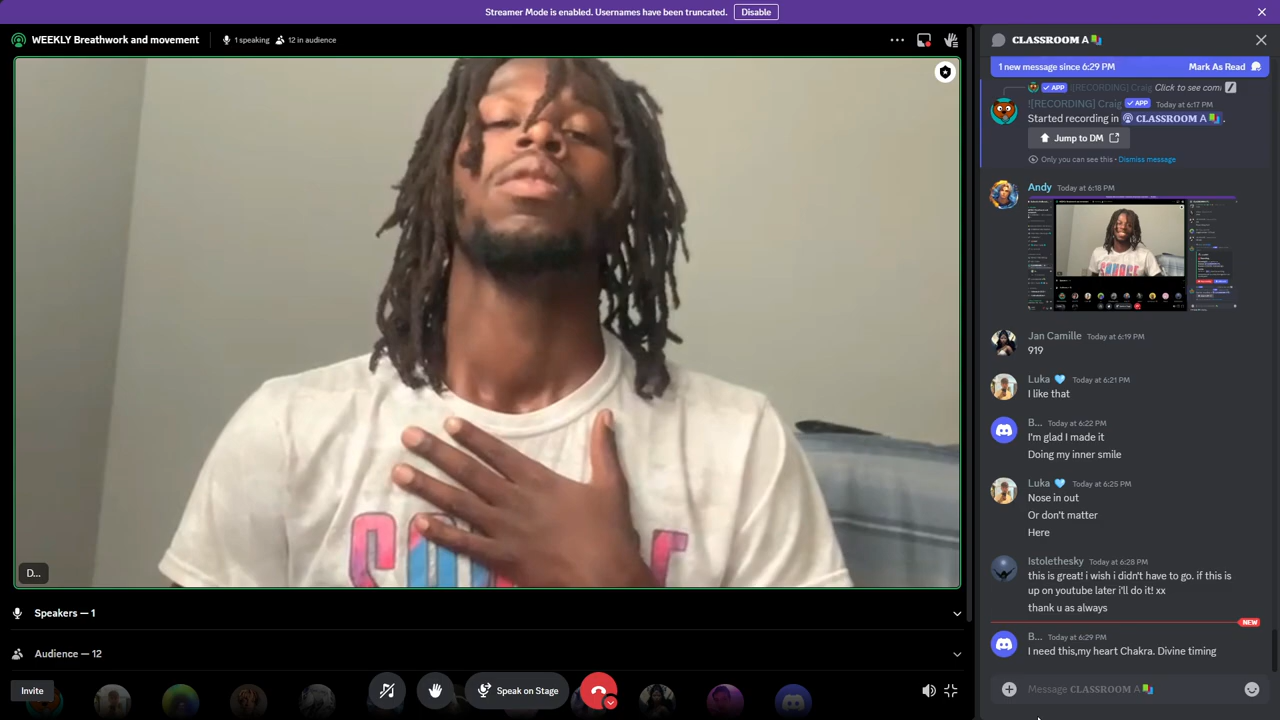 Streamer Mode is enabled. Usernames have been truncated. Disable
WEEKLY Breathwork and movement 1 speaking 12 in audience
D...
Speakers — 1
Audience — 12
Invite
Speak on Stage
CLASSROOM A
1 new message since 6:29 PM Mark As Read
APP ![RECORDING] Craig Click to see
![RECORDING] Craig APP Today at 6:17 PM
Started recording in CLASSROOM A.
Jump to DM
Only you can see this • Dismiss message
Andy Today at 6:18 PM
Jan Camille Today at 6:19 PM
919
Luka 🩵 Today at 6:21 PM
I like that
B... Today at 6:22 PM
I'm glad I made it
Doing my inner smile
Luka 🩵 Today at 6:25 PM
Nose in out
Or don't matter
Here
Istolethesky Today at 6:28 PM
this is great! i wish i didn't have to go. if this is
up on youtube later i'll do it! xx
thank u as always
NEW
B... Today at 6:29 PM
I need this,my heart Chakra. Divine timing
Message CLASSROOM A